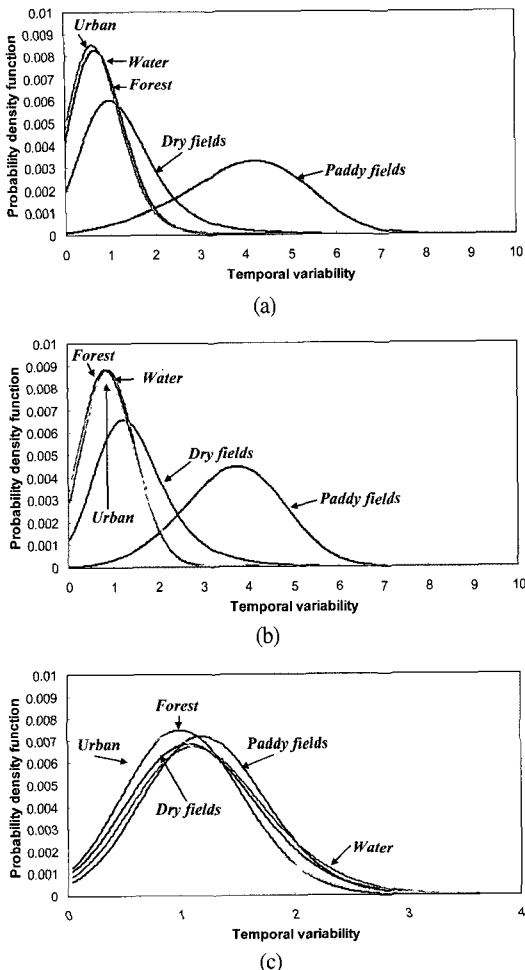 0.01
0.009
0.008
0.007
0.006
0.005
0.004
0.003
0.002
0.001
0
Probability density function
Urban
Water
Forest
Dry fields
Paddy fields
0 1 2 3 4 5 6 7 8 9 10
Temporal variability
(a)
0.01
0.009
0.008
0.007
0.006
0.005
0.004
0.003
0.002
0.001
0
Probability density function
Forest
Water
Dry fields
Urban
Paddy fields
0 1 2 3 4 5 6 7 8 9 10
Temporal variability
(b)
0.01
0.009
0.008
0.007
0.006
0.005
0.004
0.003
0.002
0.001
0
Probability density function
Forest
Urban
Paddy fields
Dry fields
Water
0 1 2 3 4
Temporal variability
(c)